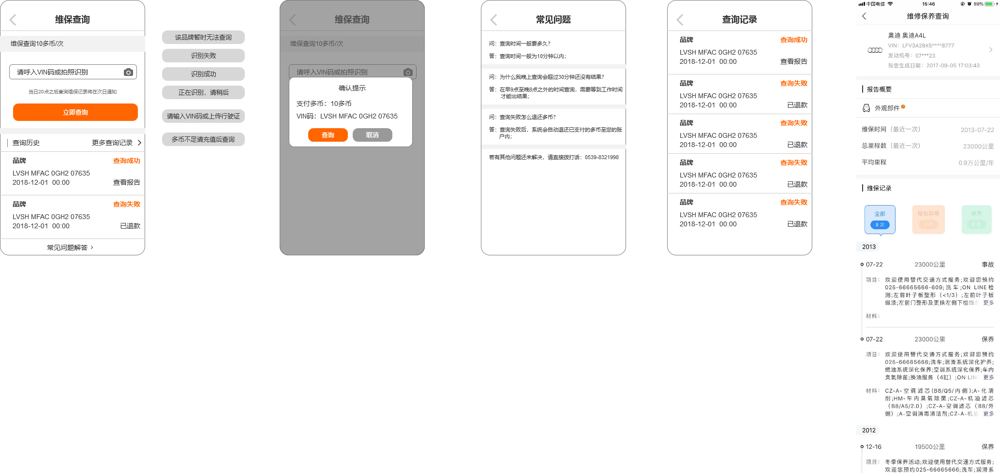 维保查询
维保查询10多币/次
请呼入VIN码或拍照识别
当日20点之后查询维保记录将在次日通知
立即查询
查询历史 更多查询记录
品牌 查询成功
LVSH MFAC 0GH2 07635
2018-12-01 00:00 查看报告
品牌 查询失败
LVSH MFAC 0GH2 07635
2018-12-01 00:00 已退款
常见问题解答 >
该品牌暂时无法查询
识别失败
识别成功
正在识别，请稍后
请输入VIN码或上传行驶证
多币不足请充值后查询
维保查询
维保查询10多币/次
请呼入VIN码或拍照识别
确认提示
支付多币：10多币
VIN码：LVSH MFAC 0GH2 07635
查询 取消
常见问题
问：查询时间一般要多久？
答：查询时间一般为10分钟以内；
问：为什么我晚上查询会超过30分钟还没有结果？
答：在早9点至晚8点之外的时间查询，需要等到工作时间
才能出结果；
问：查询失败怎么退还多币？
答：查询失败后，系统会自动退还已支付的多币至您的账
户内；
若有其他问题还未解决，请直接拨打话：0539-8321998
查询记录
品牌 查询成功
LVSH MFAC 0GH2 07635
2018-12-01 00:00 查看报告
品牌 查询失败
LVSH MFAC 0GH2 07635
2018-12-01 00:00 已退款
品牌 查询失败
LVSH MFAC 0GH2 07635
2018-12-01 00:00 已退款
品牌 查询失败
LVSH MFAC 0GH2 07635
2018-12-01 00:00 已退款
品牌 查询失败
LVSH MFAC 0GH2 07635
2018-12-01 00:00 已退款
中国电信 15:46 89%
维修保养查询
奥迪 奥迪A4L
VIN：LFV3A28K5****8777
发动机号：07***23
报告生成日期：2017-09-05 17:03:43
报告概要
外观部件
维保时间（最近一次） 2013-07-22
总里程数（最近一次） 23000公里
平均里程 0.9万公里/年
维保记录
全部 疑似异常 保养
8 次 3 次 5 次
2013
07-22 23000公里 事故
项目： 欢迎使用替代交通方式服务;欢迎您预约
025-66665666-609;洗车;ON LINE检
测;左前叶子板整形（<1/3）;左前叶子板
做漆;左前门整形及更换左侧下槛饰 更多
材料：
07-22 23000公里 保养
项目： 欢迎使用替代交通方式服务;欢迎您预约
025-66665666;洗车;润滑系统深化护养;
燃油系统深化保养;空调系统深化保养;车内
臭氧除菌;换油服务（4缸）;ON LIN 更多
材料： CZ-A-空调滤芯(B8/Q5/内侧);A-化清
剂;HM-车内臭氧除菌;CZ-A-机油滤芯
（B8/A5/2.0）;CZ-A-空调滤芯（B8/外
侧）;A-空调消毒清洁剂;CZ-A-机油 更多
2012
12-16 19500公里 保养
项目： 冬季保养活动;欢迎使用替代交通方式服务;
欢迎您预约025-66665666;洗车;润滑系